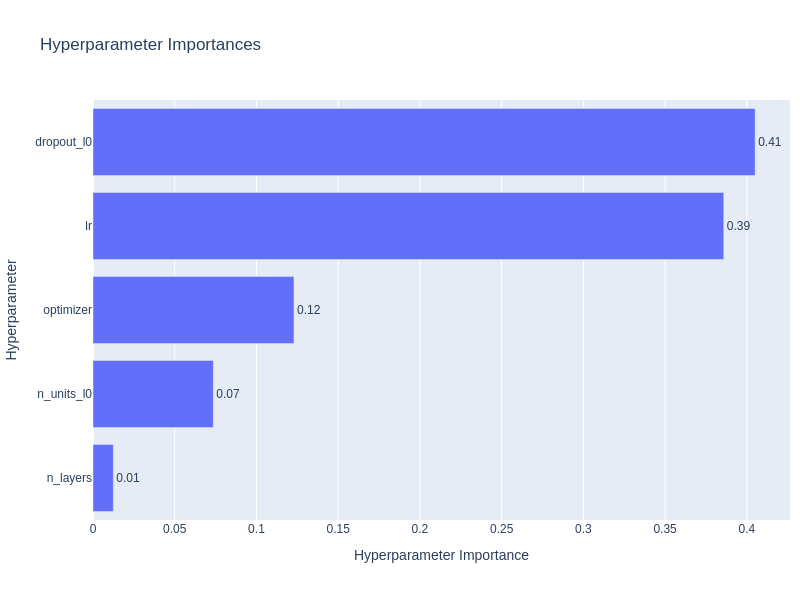 Hyperparameter Importances
Hyperparameter
dropout_l0
0.41
lr
0.39
optimizer
0.12
n_units_l0
0.07
n_layers
0.01
0 0.05 0.1 0.15 0.2 0.25 0.3 0.35 0.4
Hyperparameter Importance